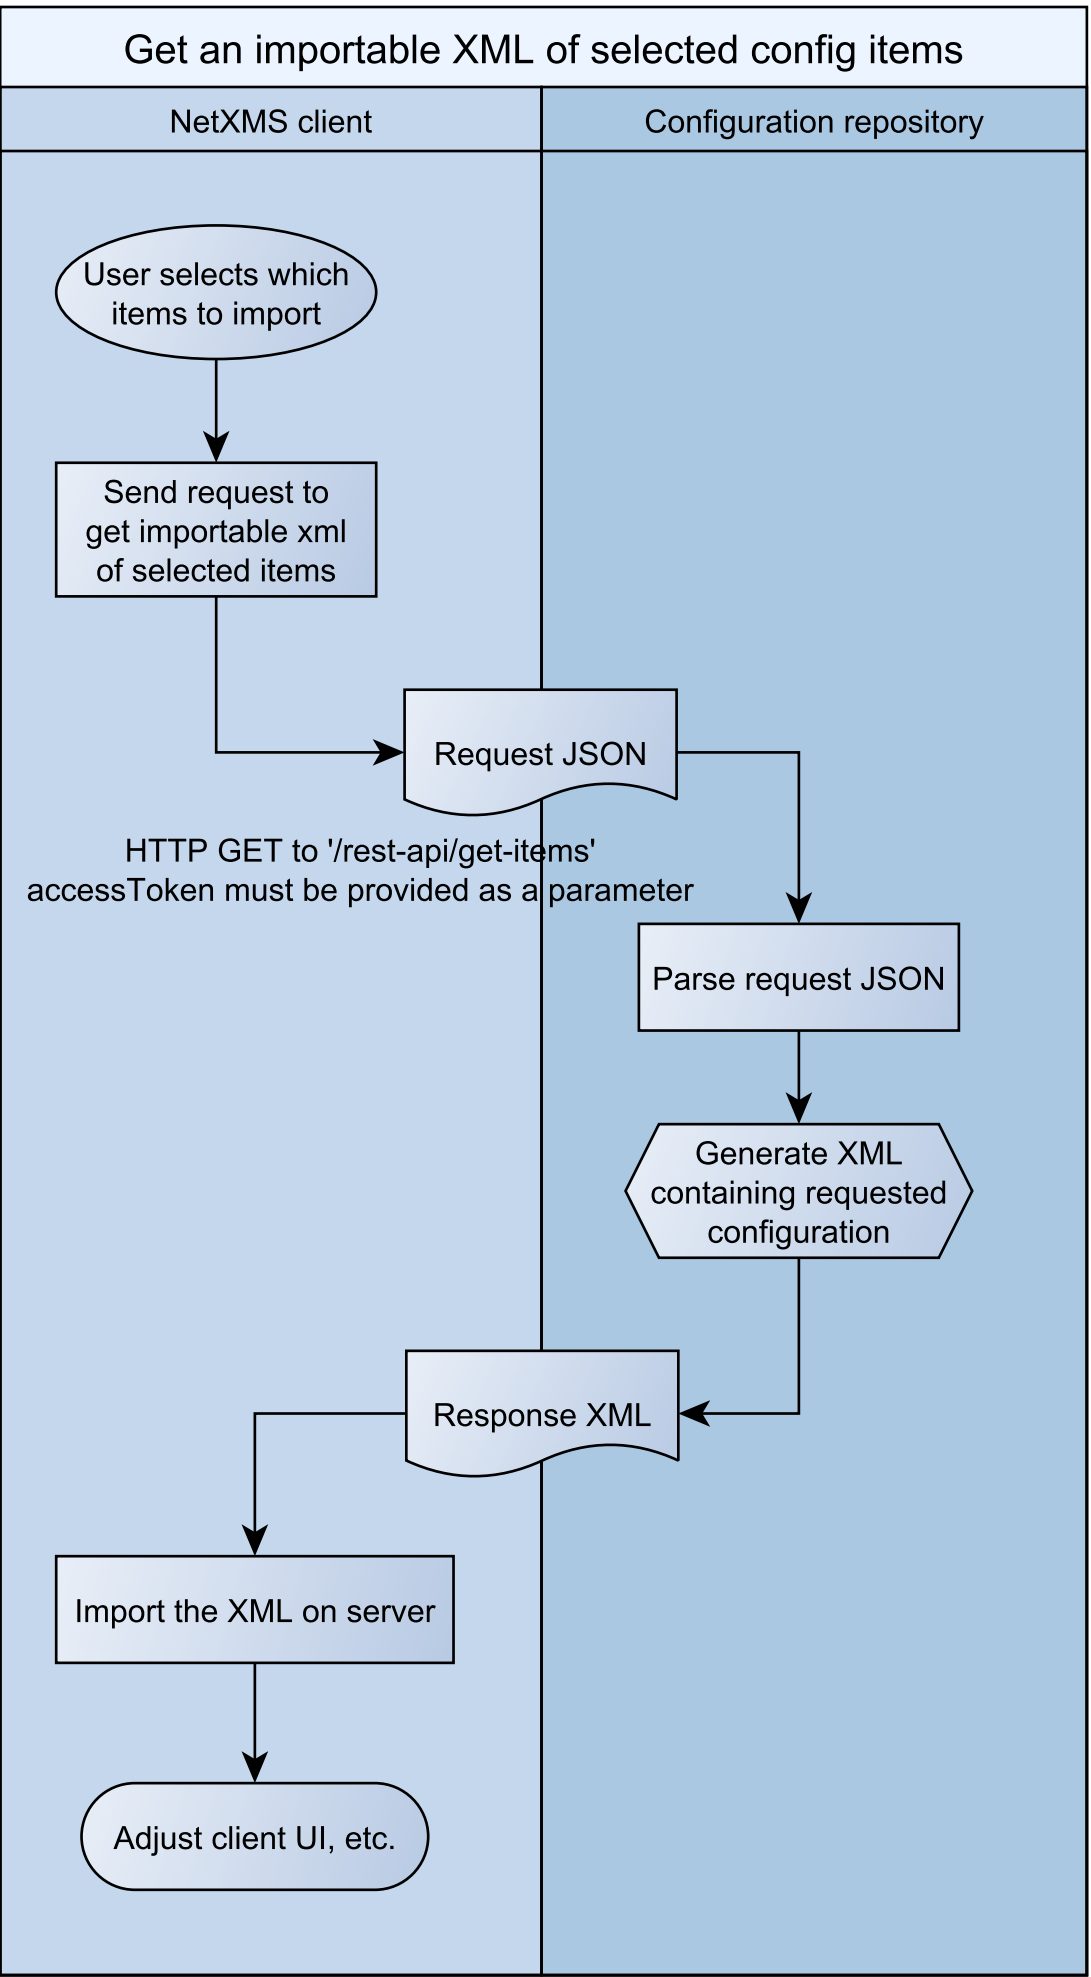 Get an importable XML of selected config items
NetXMS client
Configuration repository
User selects which
items to import
Send request to
get importable xml
of selected items
Request JSON
HTTP GET to '/rest-api/get-items'
accessToken must be provided as a parameter
Parse request JSON
Generate XML
containing requested
configuration
Response XML
Import the XML on server
Adjust client UI, etc.